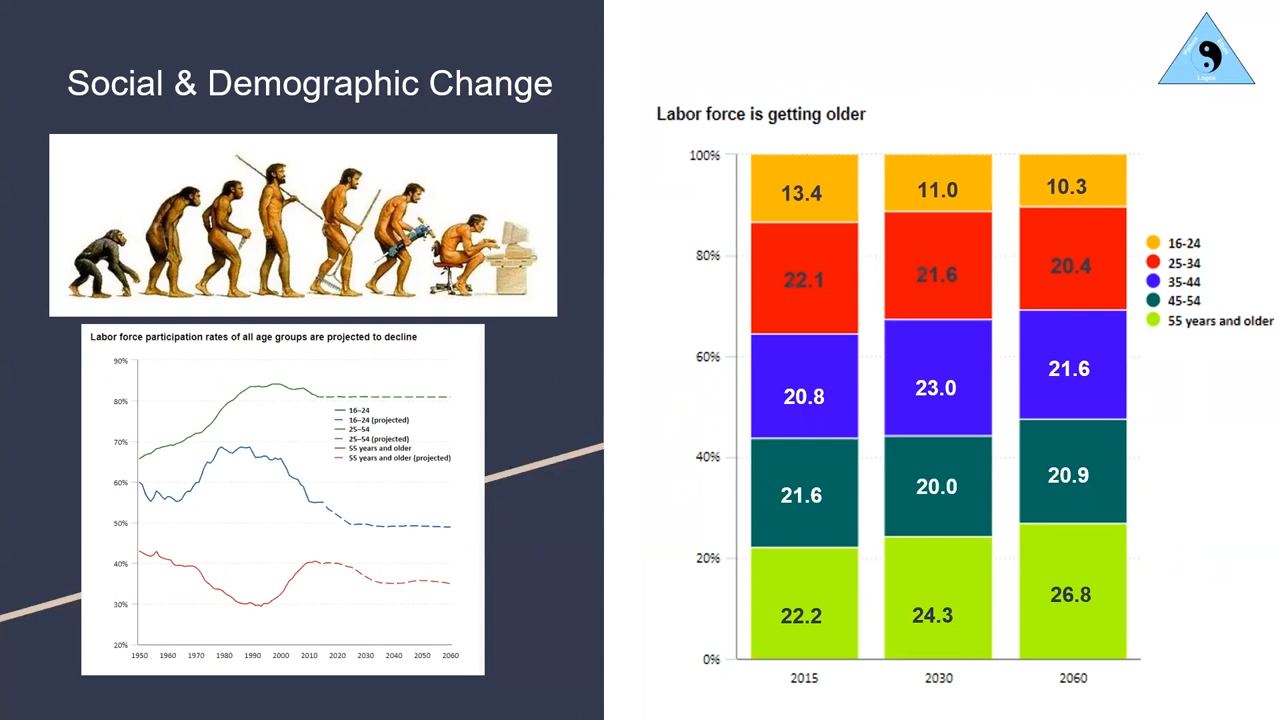 Social & Demographic Change
Labor force participation rates of all age groups are projected to decline
90%
80%
70%
60%
50%
40%
30%
20%
16–24
16–24 (projected)
25–54
25–54 (projected)
55 years and older
55 years and older (projected)
1950 1960 1970 1980 1990 2000 2010 2020 2030 2040 2050 2060
Logos
Labor force is getting older
100%
80%
60%
40%
20%
0%
13.4 11.0 10.3
22.1 21.6 20.4
20.8 23.0 21.6
21.6 20.0 20.9
22.2 24.3 26.8
2015 2030 2060
16-24
25-34
35-44
45-54
55 years and older